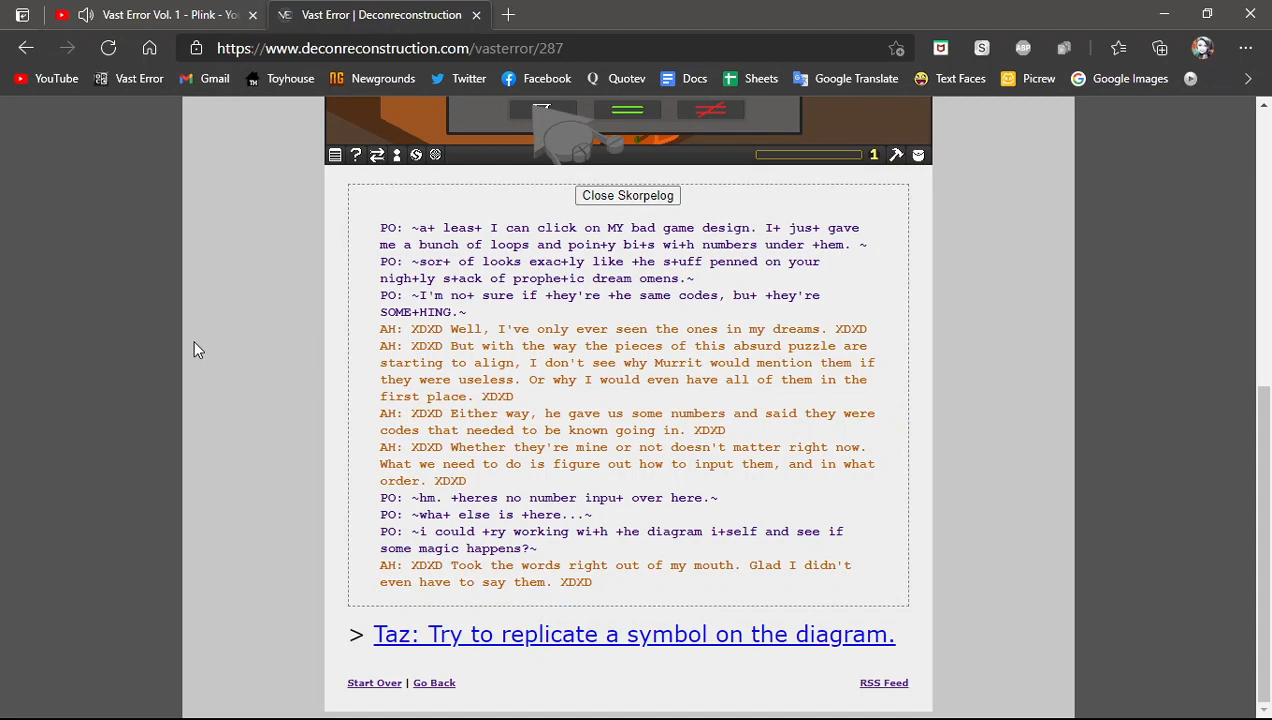 Vast Error Vol. 1 - Plink - Yo
Vast Error | Deconreconstruction
https://www.deconreconstruction.com/vasterror/287
YouTube
Vast Error
Gmail
Toyhouse
Newgrounds
Twitter
Facebook
Quotev
Docs
Sheets
Google Translate
Text Faces
Picrew
Google Images
1
Close Skorpelog
PO: ~a+ leas+ I can click on MY bad game design. I+ jus+ gave
me a bunch of loops and poin+y bi+s wi+h numbers under +hem. ~
PO: ~sor+ of looks exac+ly like +he s+uff penned on your
nigh+ly s+ack of prophe+ic dream omens.~
PO: ~I'm no+ sure if +hey're +he same codes, bu+ +hey're
SOME+HING.~
AH: XDXD Well, I've only ever seen the ones in my dreams. XDXD
AH: XDXD But with the way the pieces of this absurd puzzle are
starting to align, I don't see why Murrit would mention them if
they were useless. Or why I would even have all of them in the
first place. XDXD
AH: XDXD Either way, he gave us some numbers and said they were
codes that needed to be known going in. XDXD
AH: XDXD Whether they're mine or not doesn't matter right now.
What we need to do is figure out how to input them, and in what
order. XDXD
PO: ~hm. +heres no number inpu+ over here.~
PO: ~wha+ else is +here...~
PO: ~i could +ry working wi+h +he diagram i+self and see if
some magic happens?~
AH: XDXD Took the words right out of my mouth. Glad I didn't
even have to say them. XDXD
> Taz: Try to replicate a symbol on the diagram.
Start Over | Go Back
RSS Feed